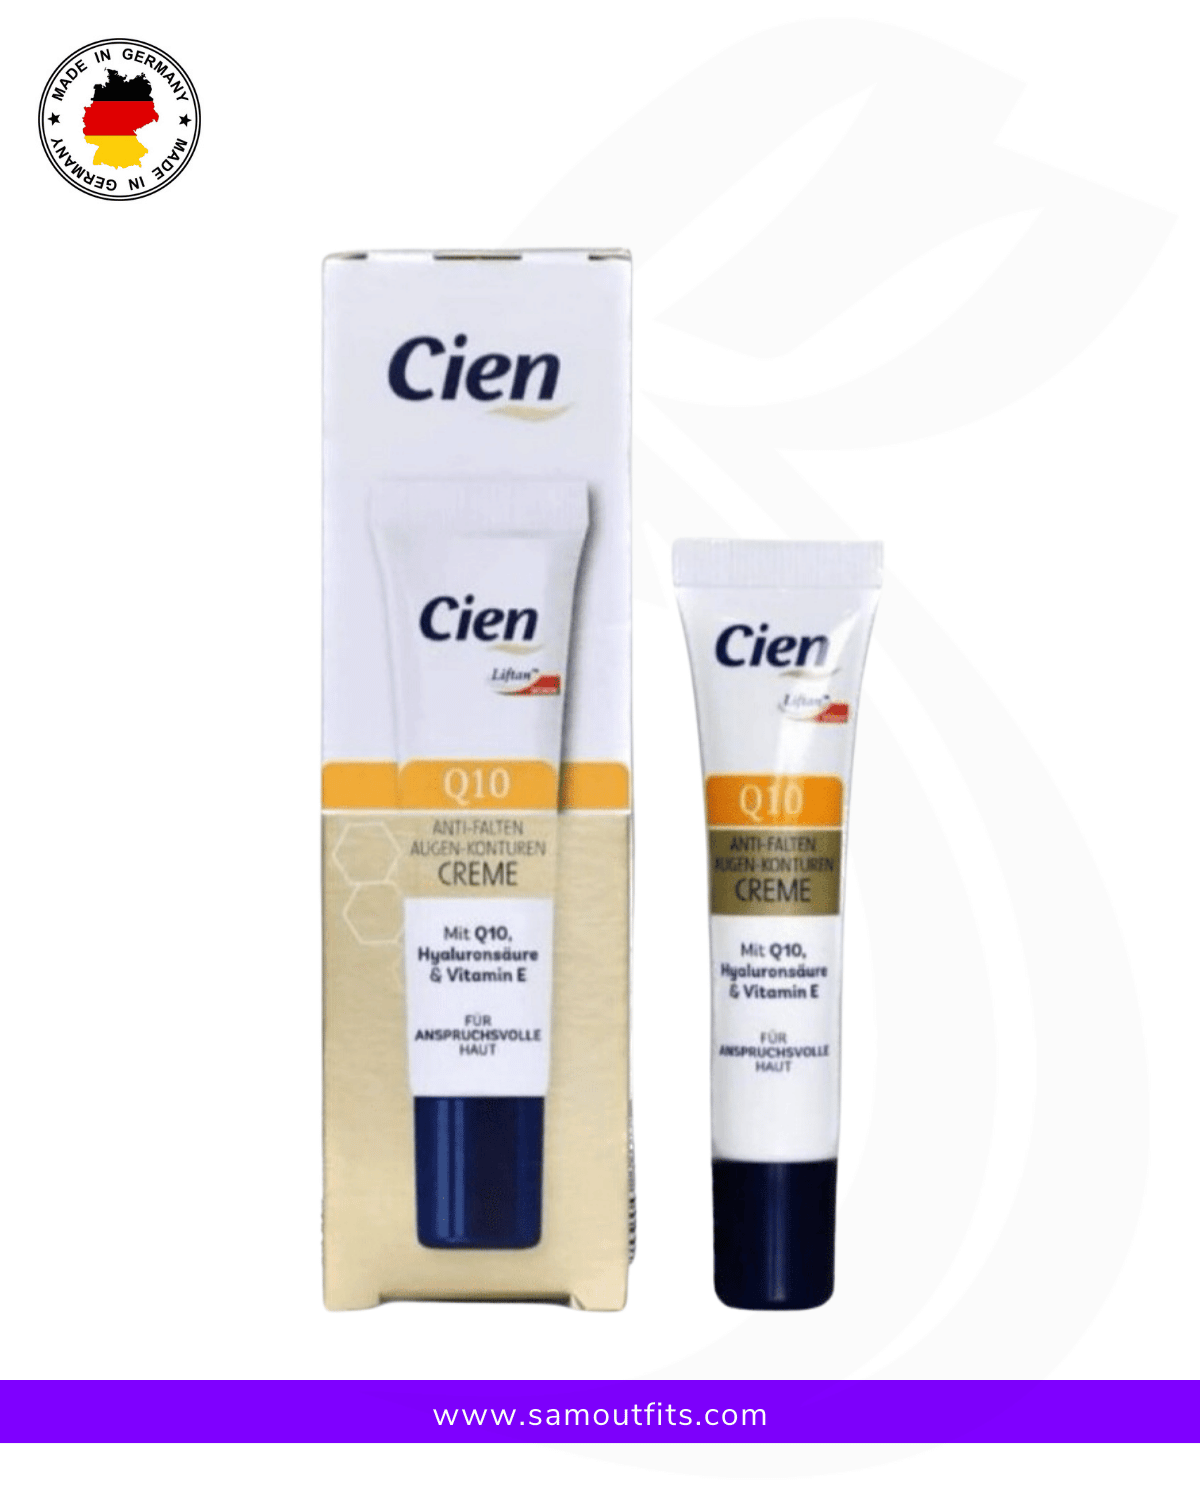 MADE IN GERMANY
MADE IN GERMANY
Cien
Cien
Liftan™
Q10
ANTI-FALTEN
AUGEN-KONTUREN
CREME
Mit Q10,
Hyaluronsäure
& Vitamin E
FÜR
ANSPRUCHSVOLLE
HAUT
Cien
Liftan™
Q10
ANTI-FALTEN
AUGEN-KONTUREN
CREME
Mit Q10,
Hyaluronsäure
& Vitamin E
FÜR
ANSPRUCHSVOLLE
HAUT
www.samoutfits.com